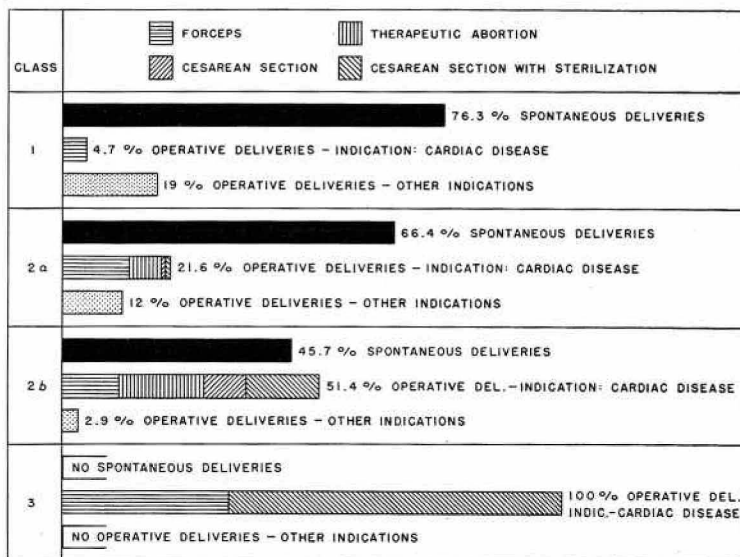 FORCEPS
THERAPEUTIC ABORTION
CLASS
CESAREAN SECTION
CESAREAN SECTION WITH STERILIZATION
76.3 % SPONTANEOUS DELIVERIES
1
4.7 % OPERATIVE DELIVERIES – INDICATION: CARDIAC DISEASE
19 % OPERATIVE DELIVERIES – OTHER INDICATIONS
66.4 % SPONTANEOUS DELIVERIES
2a
21.6 % OPERATIVE DELIVERIES – INDICATION: CARDIAC DISEASE
12 % OPERATIVE DELIVERIES – OTHER INDICATIONS
45.7 % SPONTANEOUS DELIVERIES
2b
51.4 % OPERATIVE DEL.–INDICATION: CARDIAC DISEASE
2.9 % OPERATIVE DELIVERIES – OTHER INDICATIONS
NO SPONTANEOUS DELIVERIES
3
100 % OPERATIVE DEL.
INDIC.–CARDIAC DISEASE
NO OPERATIVE DELIVERIES – OTHER INDICATIONS